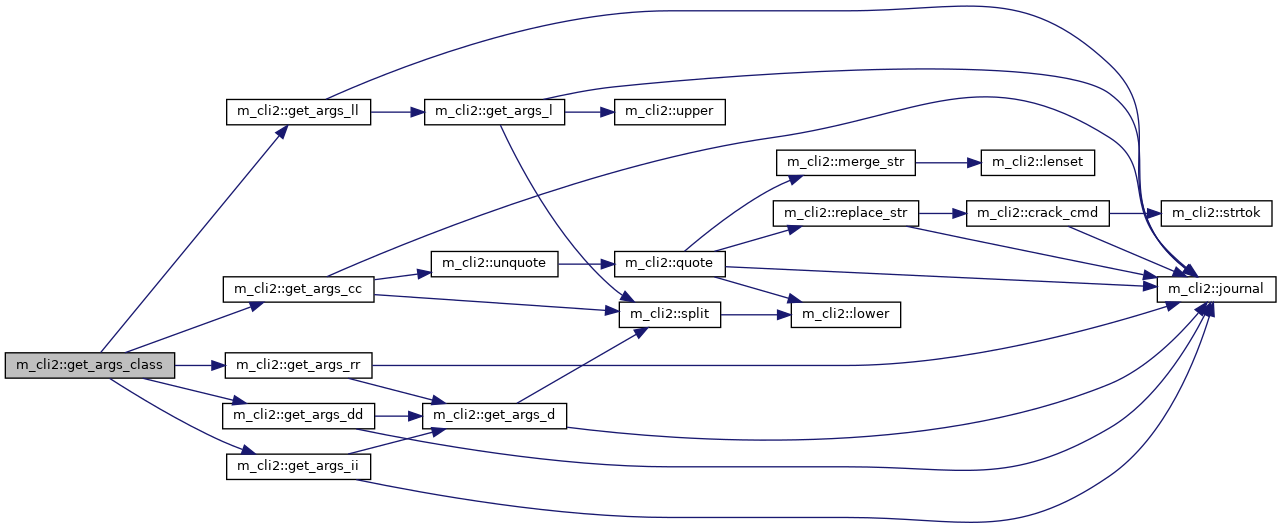 m_cli2::get_args_ll
m_cli2::get_args_l
m_cli2::upper
m_cli2::merge_str
m_cli2::lenset
m_cli2::replace_str
m_cli2::crack_cmd
m_cli2::strtok
m_cli2::unquote
m_cli2::quote
m_cli2::get_args_cc
m_cli2::journal
m_cli2::split
m_cli2::lower
m_cli2::get_args_class
m_cli2::get_args_rr
m_cli2::get_args_dd
m_cli2::get_args_d
m_cli2::get_args_ii